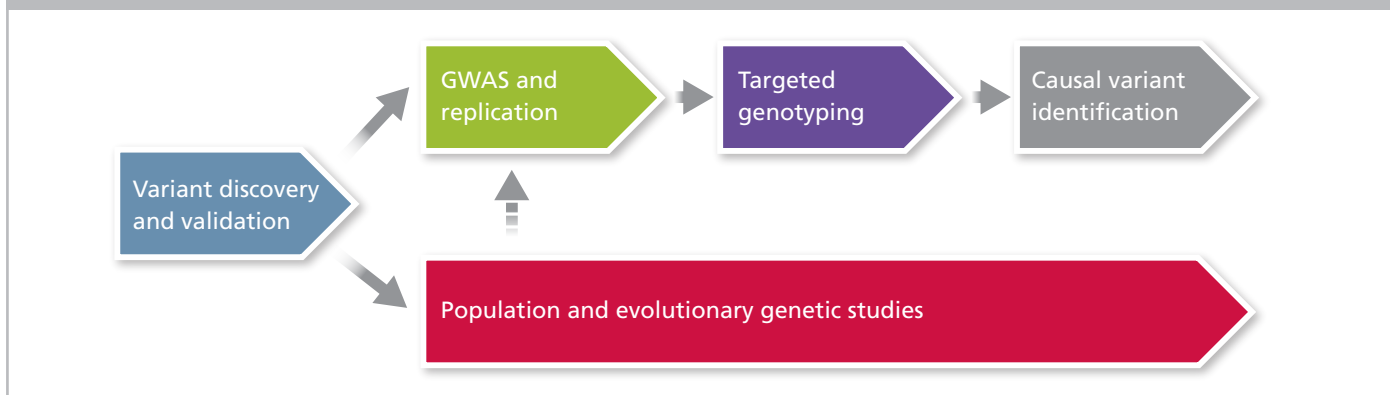 GWAS and
replication
Targeted
genotyping
Causal variant
identification
Variant discovery
and validation
Population and evolutionary genetic studies